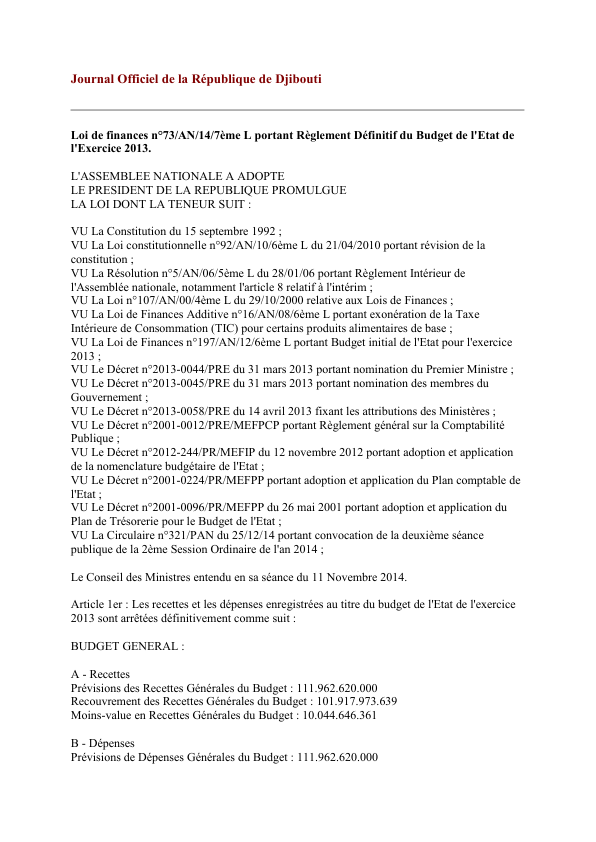 Journal Officiel de la République de Djibouti
Loi de finances n°73/AN/14/7ème L portant Règlement Définitif du Budget de l'Etat de
l'Exercice 2013.
L'ASSEMBLEE NATIONALE A ADOPTE
LE PRESIDENT DE LA REPUBLIQUE PROMULGUE
LA LOI DONT LA TENEUR SUIT :
VU La Constitution du 15 septembre 1992 ;
VU La Loi constitutionnelle n°92/AN/10/6ème L du 21/04/2010 portant révision de la
constitution ;
VU La Résolution n°5/AN/06/5ème L du 28/01/06 portant Règlement Intérieur de
l'Assemblée nationale, notamment l'article 8 relatif à l'intérim ;
VU La Loi n°107/AN/00/4ème L du 29/10/2000 relative aux Lois de Finances ;
VU La Loi de Finances Additive n°16/AN/08/6ème L portant exonération de la Taxe
Intérieure de Consommation (TIC) pour certains produits alimentaires de base ;
VU La Loi de Finances n°197/AN/12/6ème L portant Budget initial de l'Etat pour l'exercice
2013 ;
VU Le Décret n°2013-0044/PRE du 31 mars 2013 portant nomination du Premier Ministre ;
VU Le Décret n°2013-0045/PRE du 31 mars 2013 portant nomination des membres du
Gouvernement ;
VU Le Décret n°2013-0058/PRE du 14 avril 2013 fixant les attributions des Ministères ;
VU Le Décret n°2001-0012/PRE/MEFPCP portant Règlement général sur la Comptabilité
Publique ;
VU Le Décret n°2012-244/PR/MEFIP du 12 novembre 2012 portant adoption et application
de la nomenclature budgétaire de l'Etat ;
VU Le Décret n°2001-0224/PR/MEFPP portant adoption et application du Plan comptable de
l'Etat ;
VU Le Décret n°2001-0096/PR/MEFPP du 26 mai 2001 portant adoption et application du
Plan de Trésorerie pour le Budget de l'Etat ;
VU La Circulaire n°321/PAN du 25/12/14 portant convocation de la deuxième séance
publique de la 2ème Session Ordinaire de l'an 2014 ;
Le Conseil des Ministres entendu en sa séance du 11 Novembre 2014.
Article 1er : Les recettes et les dépenses enregistrées au titre du budget de l'Etat de l'exercice
2013 sont arrêtées définitivement comme suit :
BUDGET GENERAL :
A - Recettes
Prévisions des Recettes Générales du Budget : 111.962.620.000
Recouvrement des Recettes Générales du Budget : 101.917.973.639
Moins-value en Recettes Générales du Budget : 10.044.646.361
B - Dépenses
Prévisions de Dépenses Générales du Budget : 111.962.620.000